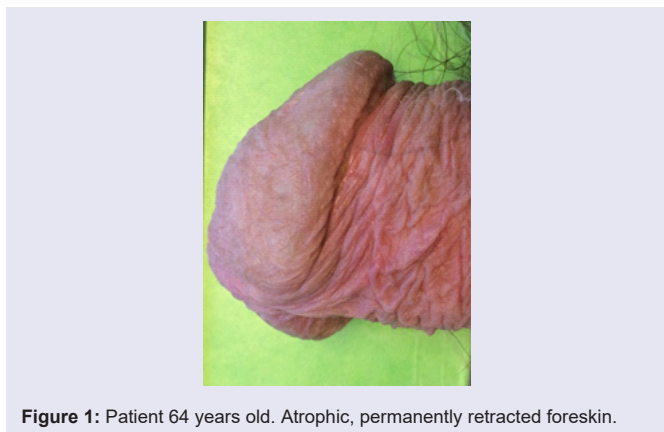 Figure 1: Patient 64 years old. Atrophic, permanently retracted foreskin.